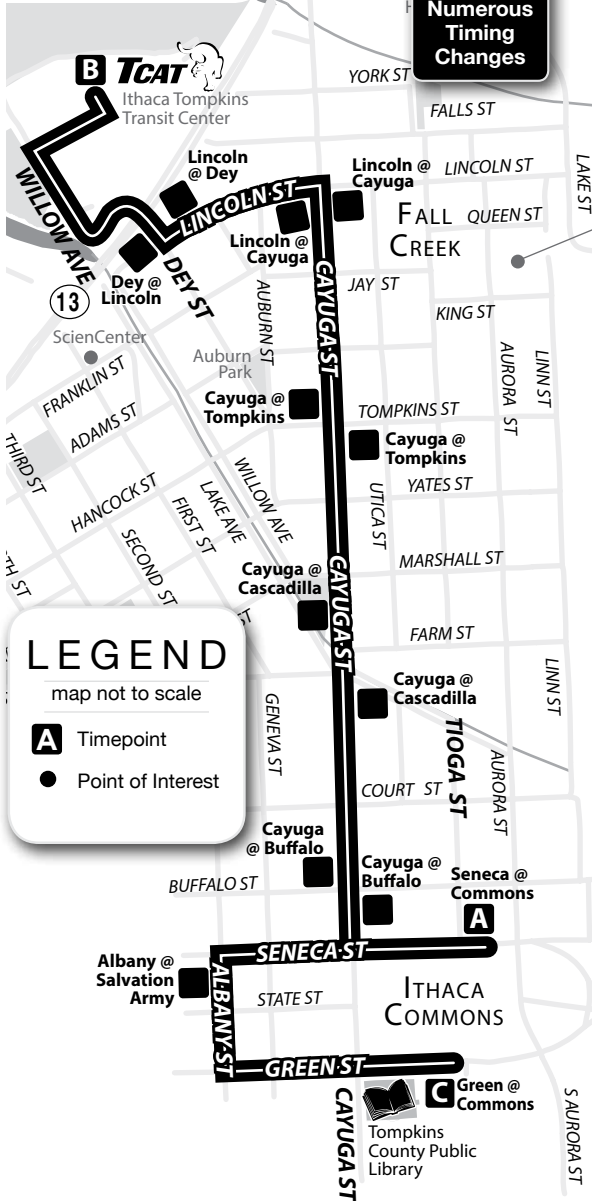 Numerous
Timing
Changes
B TCAT
Ithaca Tompkins
Transit Center
YORK ST
FALLS ST
LINCOLN ST
LAKE ST
Lincoln
@ Dey
Lincoln @
Cayuga
FALL
CREEK
QUEEN ST
WILLOW AVE
LINCOLN ST
Lincoln @
Cayuga
Dey @
Lincoln
DEY ST
13
CAYUGA ST
JAY ST
KING ST
AUBURN ST
ScienCenter
Auburn
Park
FRANKLIN ST
ADAMS ST
AURORA ST
LINN ST
Cayuga @
Tompkins
TOMPKINS ST
Cayuga @
Tompkins
THIRD ST
HANCOCK ST
WILLOW AVE
LAKE AVE
FIRST ST
SECOND ST
UTICA ST
YATES ST
MARSHALL ST
TH ST
ST
Cayuga @
Cascadilla
CAYUGA ST
FARM ST
LEGEND
map not to scale
A Timepoint
Point of Interest
GENEVA ST
Cayuga @
Cascadilla
LINN ST
TIOGA ST
AURORA ST
COURT ST
Cayuga
@ Buffalo
BUFFALO ST
Cayuga @
Buffalo
Seneca @
Commons
A
SENECA ST
Albany @
Salvation
Army
ALBANY ST
STATE ST
ITHACA
COMMONS
GREEN ST
C Green @
Commons
CAYUGA ST
Tompkins
County Public
Library
S AURORA ST